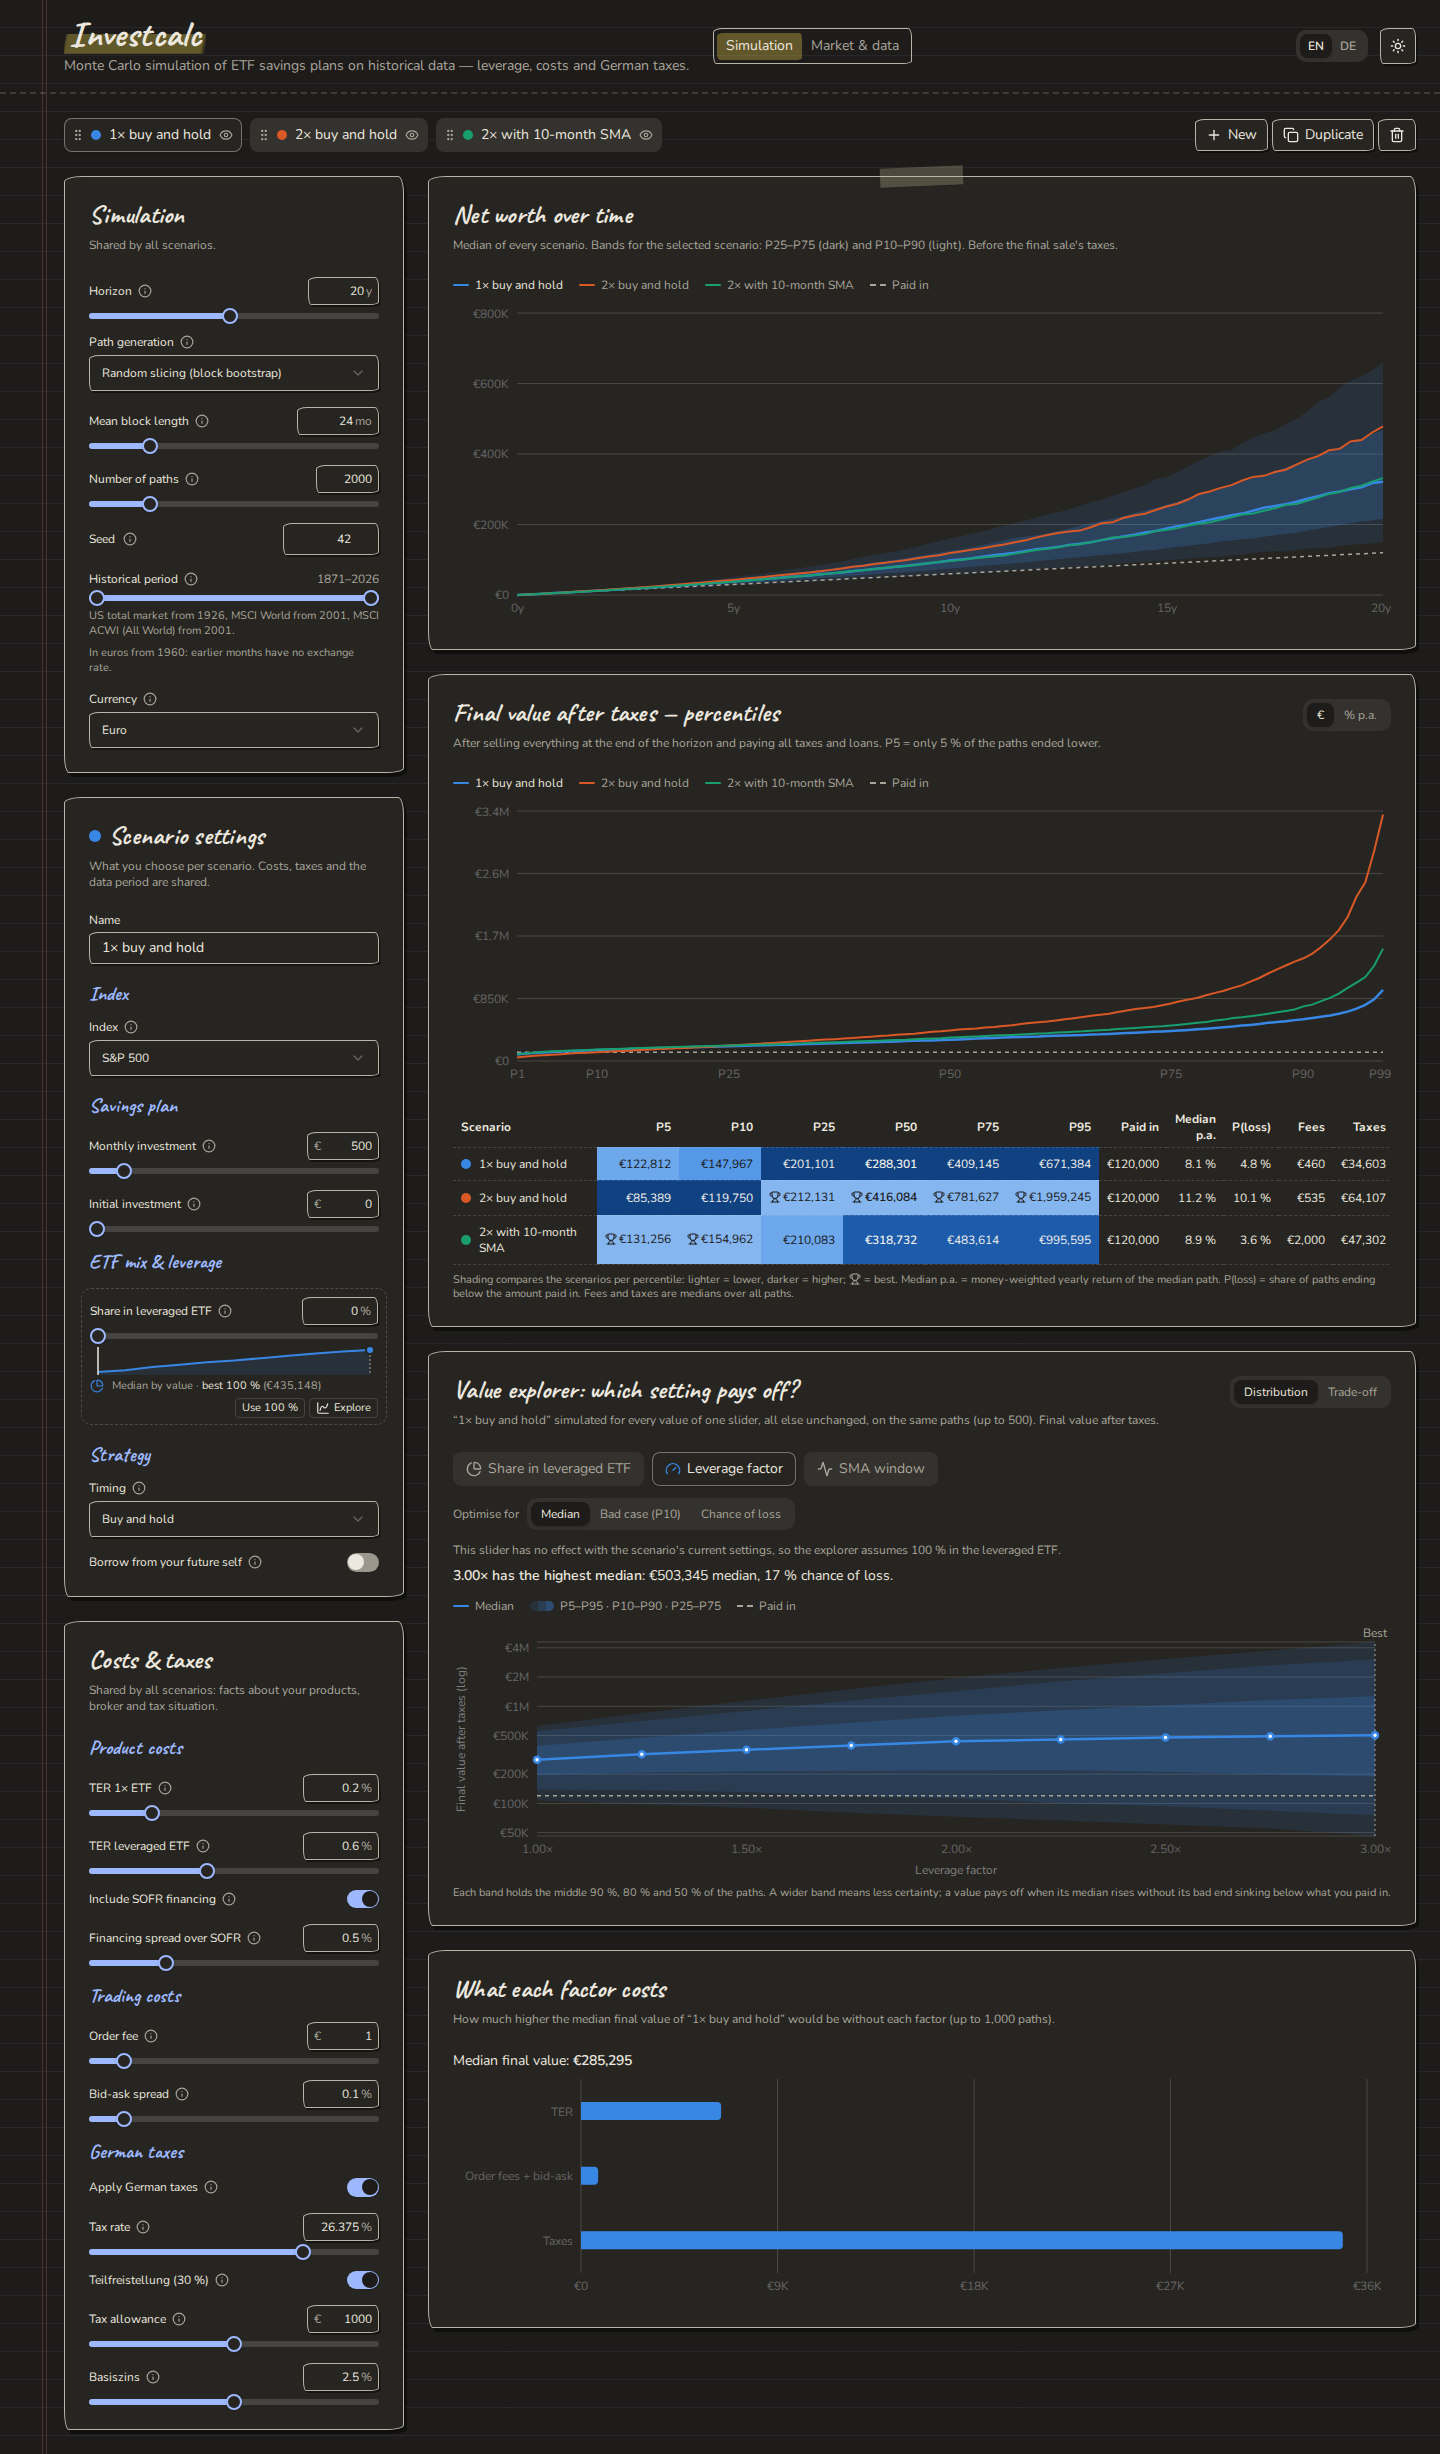 Investcalc
Monte Carlo simulation of ETF savings plans on historical data — leverage, costs and German taxes.
Simulation Market & data
EN DE
1× buy and hold
2× buy and hold
2× with 10-month SMA
New
Duplicate
Simulation
Shared by all scenarios.
Horizon 20 y
Path generation
Random slicing (block bootstrap)
Mean block length 24 mo
Number of paths 2000
Seed 42
Historical period 1871–2026
US total market from 1926, MSCI World from 2001, MSCI
ACWI (All World) from 2001.
In euros from 1960: earlier months have no exchange
rate.
Currency
Euro
Scenario settings
What you choose per scenario. Costs, taxes and the
data period are shared.
Name
1× buy and hold
Index
Index
S&P 500
Savings plan
Monthly investment € 500
Initial investment € 0
ETF mix & leverage
Share in leveraged ETF 0 %
Median by value · best 100 % (€435,148)
Use 100 % Explore
Strategy
Timing
Buy and hold
Borrow from your future self
Costs & taxes
Shared by all scenarios: facts about your products,
broker and tax situation.
Product costs
TER 1× ETF 0.2 %
TER leveraged ETF 0.6 %
Include SOFR financing
Financing spread over SOFR 0.5 %
Trading costs
Order fee € 1
Bid-ask spread 0.1 %
German taxes
Apply German taxes
Tax rate 26.375 %
Teilfreistellung (30 %)
Tax allowance € 1000
Basiszins 2.5 %
Net worth over time
Median of every scenario. Bands for the selected scenario: P25–P75 (dark) and P10–P90 (light). Before the final sale's taxes.
1× buy and hold 2× buy and hold 2× with 10-month SMA Paid in
€800K
€600K
€400K
€200K
€0
0y 5y 10y 15y 20y
Final value after taxes — percentiles
€ % p.a.
After selling everything at the end of the horizon and paying all taxes and loans. P5 = only 5 % of the paths ended lower.
1× buy and hold 2× buy and hold 2× with 10-month SMA Paid in
€3.4M
€2.6M
€1.7M
€850K
€0
P1 P10 P25 P50 P75 P90 P99
Scenario P5 P10 P25 P50 P75 P95 Paid in Median p.a. P(loss) Fees Taxes
1× buy and hold €122,812 €147,967 €201,101 €288,301 €409,145 €671,384 €120,000 8.1 % 4.8 % €460 €34,603
2× buy and hold €85,389 €119,750 €212,131 €416,084 €781,627 €1,959,245 €120,000 11.2 % 10.1 % €535 €64,107
2× with 10-month SMA €131,256 €154,962 €210,083 €318,732 €483,614 €995,595 €120,000 8.9 % 3.6 % €2,000 €47,302
Shading compares the scenarios per percentile: lighter = lower, darker = higher; = best. Median p.a. = money-weighted yearly return of the median path. P(loss) = share of paths ending
below the amount paid in. Fees and taxes are medians over all paths.
Value explorer: which setting pays off?
Distribution Trade-off
“1× buy and hold” simulated for every value of one slider, all else unchanged, on the same paths (up to 500). Final value after taxes.
Share in leveraged ETF Leverage factor SMA window
Optimise for Median Bad case (P10) Chance of loss
This slider has no effect with the scenario's current settings, so the explorer assumes 100 % in the leveraged ETF.
3.00× has the highest median: €503,345 median, 17 % chance of loss.
Median P5–P95 · P10–P90 · P25–P75 Paid in
Best
Final value after taxes (log)
€4M
€2M
€1M
€500K
€200K
€100K
€50K
1.00× 1.50× 2.00× 2.50× 3.00×
Leverage factor
Each band holds the middle 90 %, 80 % and 50 % of the paths. A wider band means less certainty; a value pays off when its median rises without its bad end sinking below what you paid in.
What each factor costs
How much higher the median final value of “1× buy and hold” would be without each factor (up to 1,000 paths).
Median final value: €285,295
TER
Order fees + bid-ask
Taxes
€0 €9K €18K €27K €36K